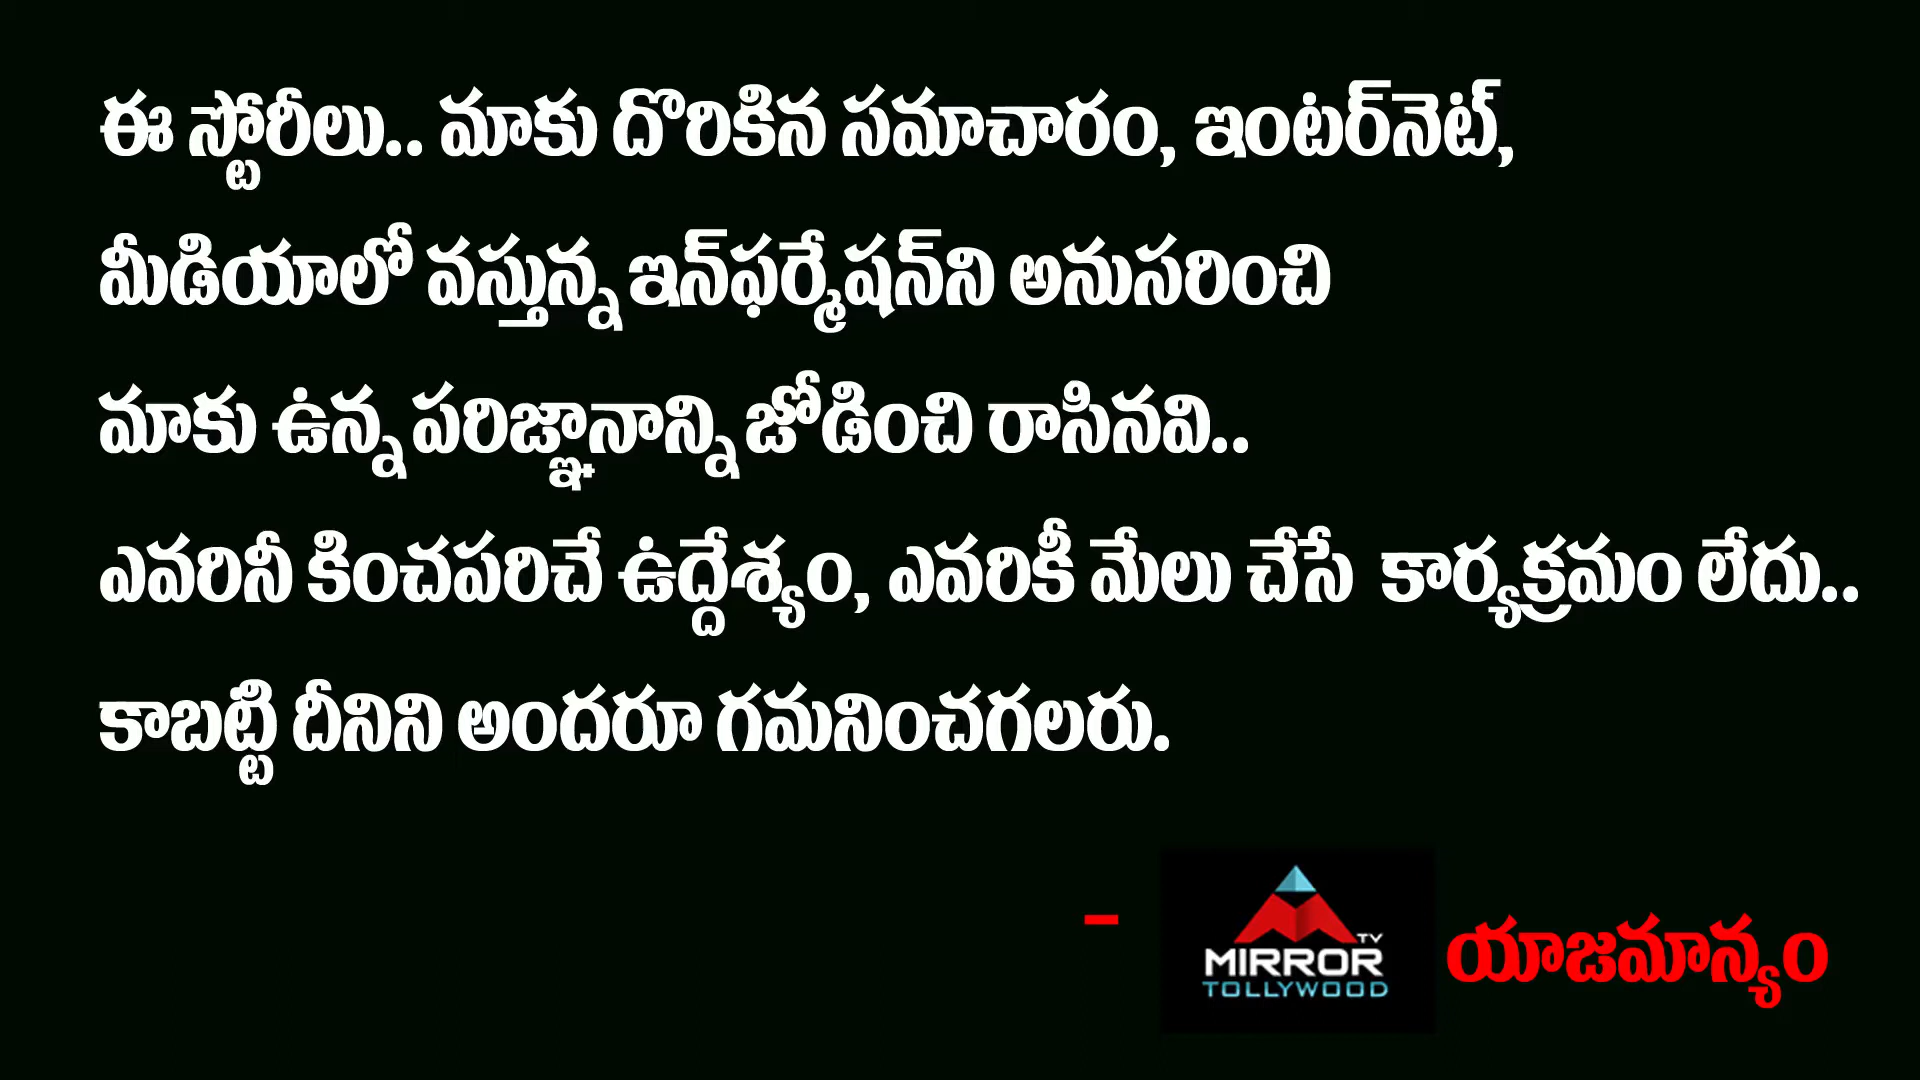 ఈ స్టోరీలు.. మాకు దొరికిన సమాచారం, ఇంటర్‌నెట్,
మీడియాలో వస్తున్న ఇన్‌ఫర్మేషన్‌ని అనుసరించి
మాకు ఉన్న పరిజ్ఞానాన్ని జోడించి రాసినవి..
ఎవరినీ కించపరిచే ఉద్దేశ్యం, ఎవరికీ మేలు చేసే కార్యక్రమం లేదు..
కాబట్టి దీనిని అందరూ గమనించగలరు.
- MIRROR TV TOLLYWOOD యాజమాన్యం